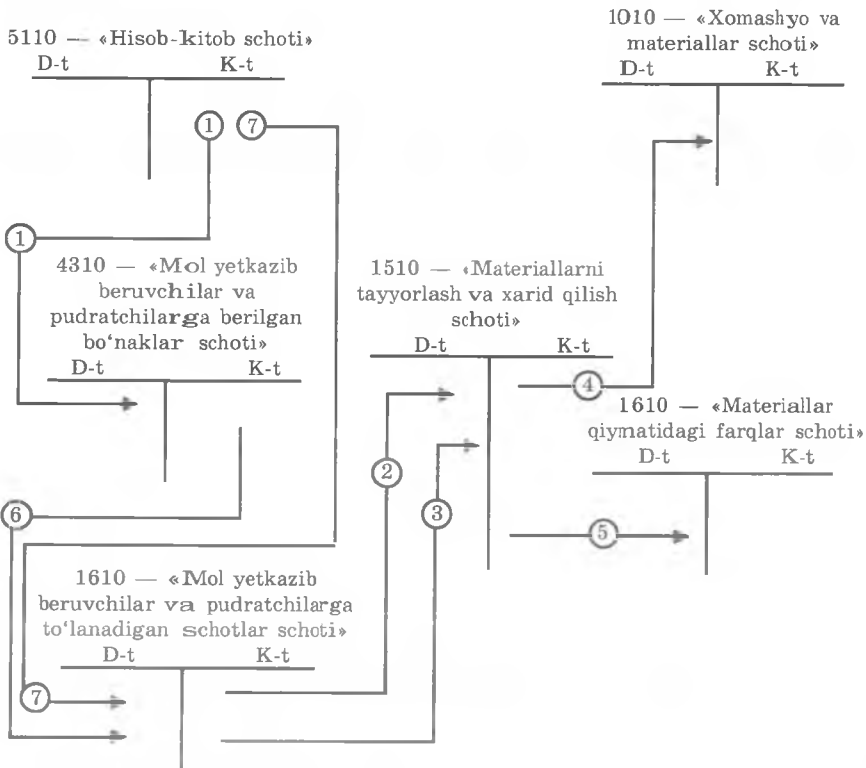 5110 — «Hisob-kitob schoti»
D-t K-t
1 7
1
4310 — «Mol yetkazib
beruvchilar va
pudratchilarga berilgan
bo‘naklar schoti»
D-t K-t
6
1610 — «Mol yetkazib
beruvchilar va pudratchilarga
to‘lanadigan schotlar schoti»
D-t K-t
7
2
3
1510 — «Materiallarni
tayyorlash va xarid qilish
schoti»
D-t K-t
4
5
1010 — «Xomashyo va
materiallar schoti»
D-t K-t
1610 — «Materiallar
qiymatidagi farqlar schoti»
D-t K-t